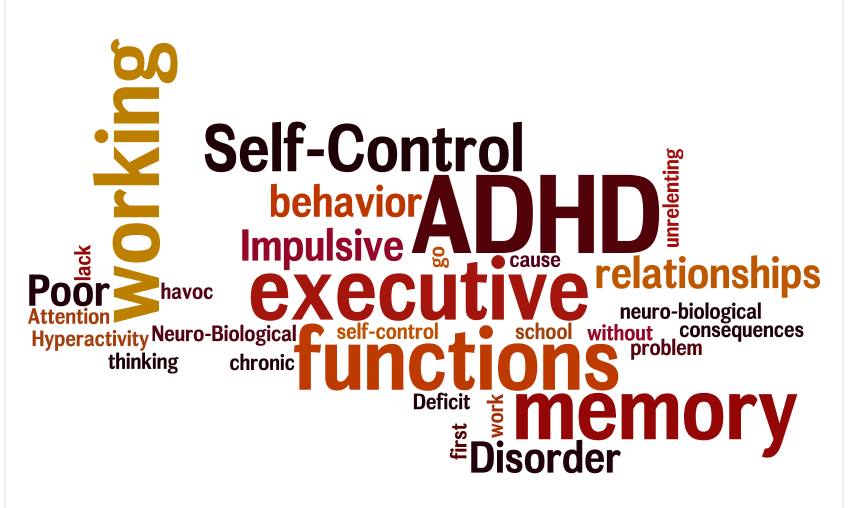 working
Self-Control
ADHD
unrelenting
behavior
Impulsive
go
cause
lack
Poor
havoc
executive
relationships
Attention
neuro-biological
Hyperactivity
Neuro-Biological
self-control
school
without
consequences
thinking
chronic
functions
problem
Deficit
work
memory
first
Disorder